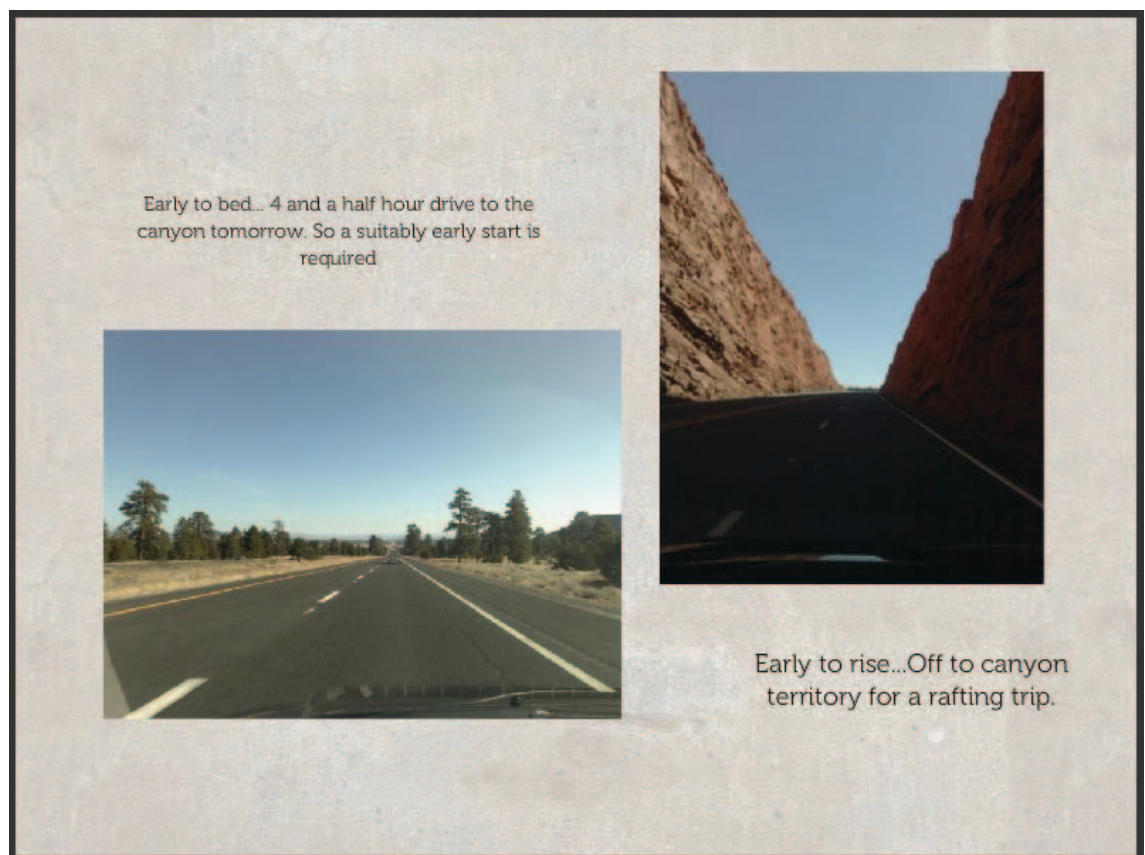 Early to bed... 4 and a half hour drive to the
canyon tomorrow. So a suitably early start is
required
Early to rise...Off to canyon
territory for a rafting trip.